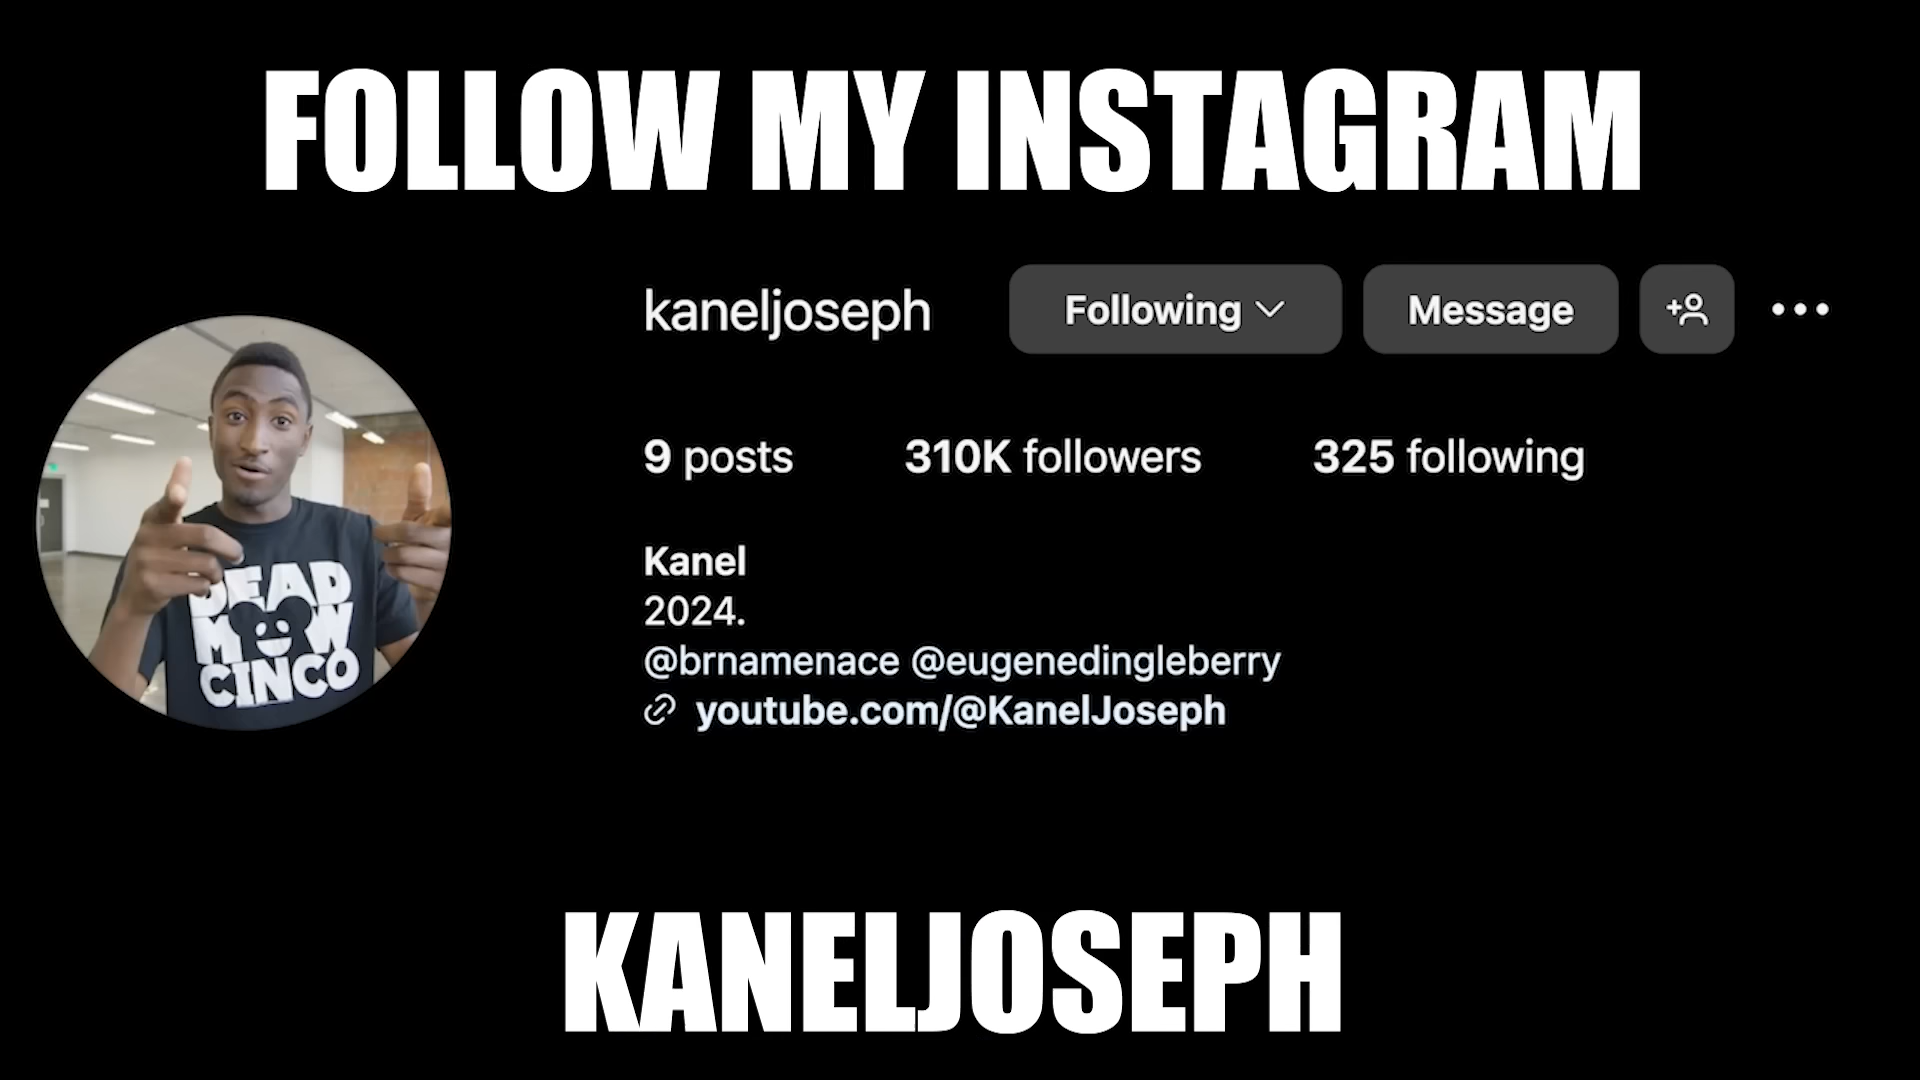 FOLLOW MY INSTAGRAM
kaneljoseph Following Message
9 posts 310K followers 325 following
Kanel
2024.
@brnamenace @eugenedingleberry
youtube.com/@KanelJoseph
DEAD
MOW
CINCO
KANELJOSEPH